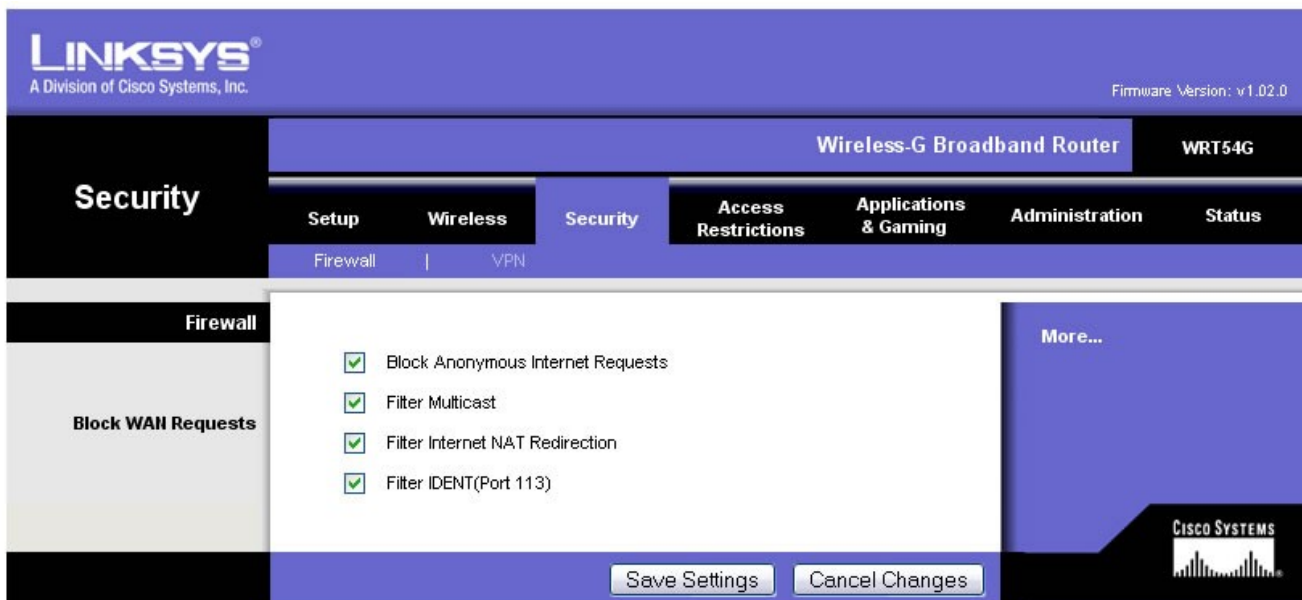 LINKSYS®
A Division of Cisco Systems, Inc.
Firmware Version: v1.02.0
Wireless-G Broadband Router
WRT54G
Security
Setup
Wireless
Security
Access
Restrictions
Applications
& Gaming
Administration
Status
Firewall | VPN
Firewall
Block WAN Requests
Block Anonymous Internet Requests
Filter Multicast
Filter Internet NAT Redirection
Filter IDENT(Port 113)
More...
Save Settings
Cancel Changes
CISCO SYSTEMS